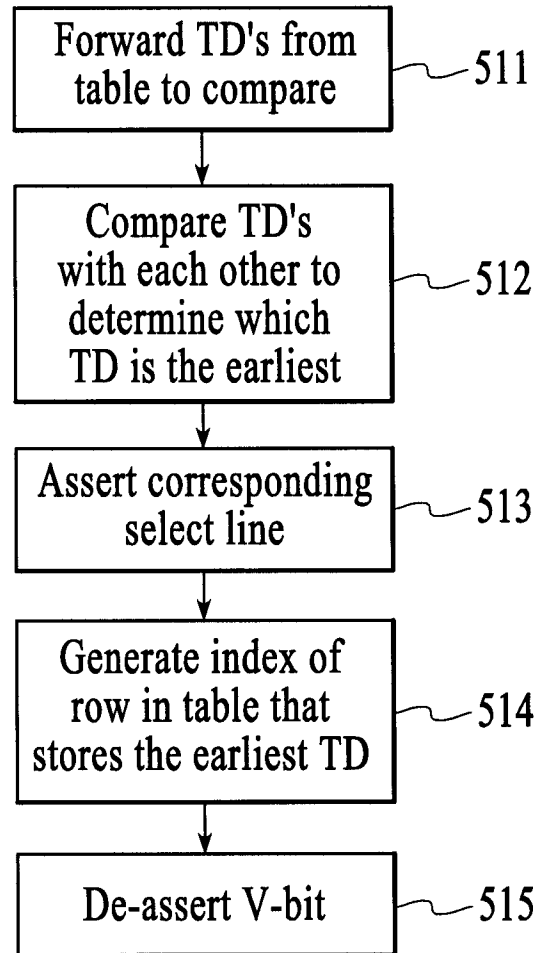 Forward TD's from
table to compare
511
Compare TD's
with each other to
determine which
TD is the earliest
512
Assert corresponding
select line
513
Generate index of
row in table that
stores the earliest TD
514
De-assert V-bit
515